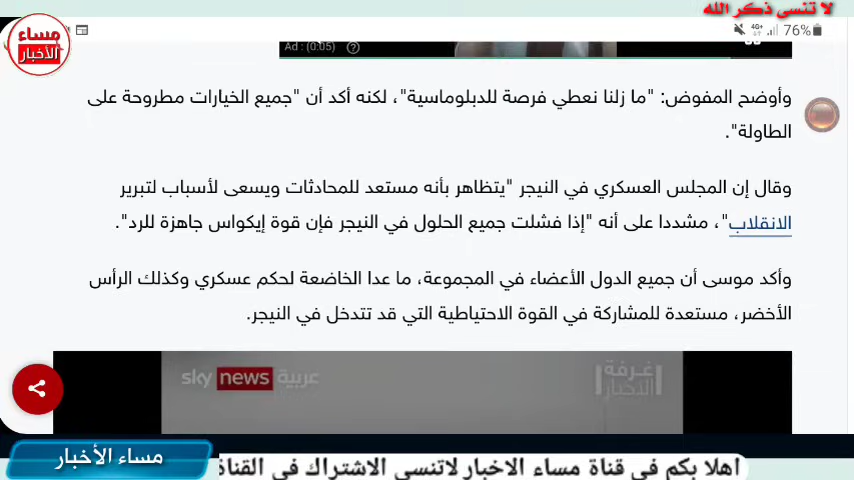 لا تنسى ذكر الله
مساء
الأخبار
4G+
76%
Ad : (0:05)
وأوضح المفوض: "ما زلنا نعطي فرصة للدبلوماسية"، لكنه أكد أن "جميع الخيارات مطروحة على
الطاولة".
وقال إن المجلس العسكري في النيجر "يتظاهر بأنه مستعد للمحادثات ويسعى لأسباب لتبرير
الانقلاب"، مشددا على أنه "إذا فشلت جميع الحلول في النيجر فإن قوة إيكواس جاهزة للرد".
وأكد موسى أن جميع الدول الأعضاء في المجموعة، ما عدا الخاضعة لحكم عسكري وكذلك الرأس
الأخضر، مستعدة للمشاركة في القوة الاحتياطية التي قد تتدخل في النيجر.
sky news عربية
غرفة
الأخبار
مساء الأخبار
اهلا بكم في قناة مساء الاخبار لاتنسى الاشتراك في القناة